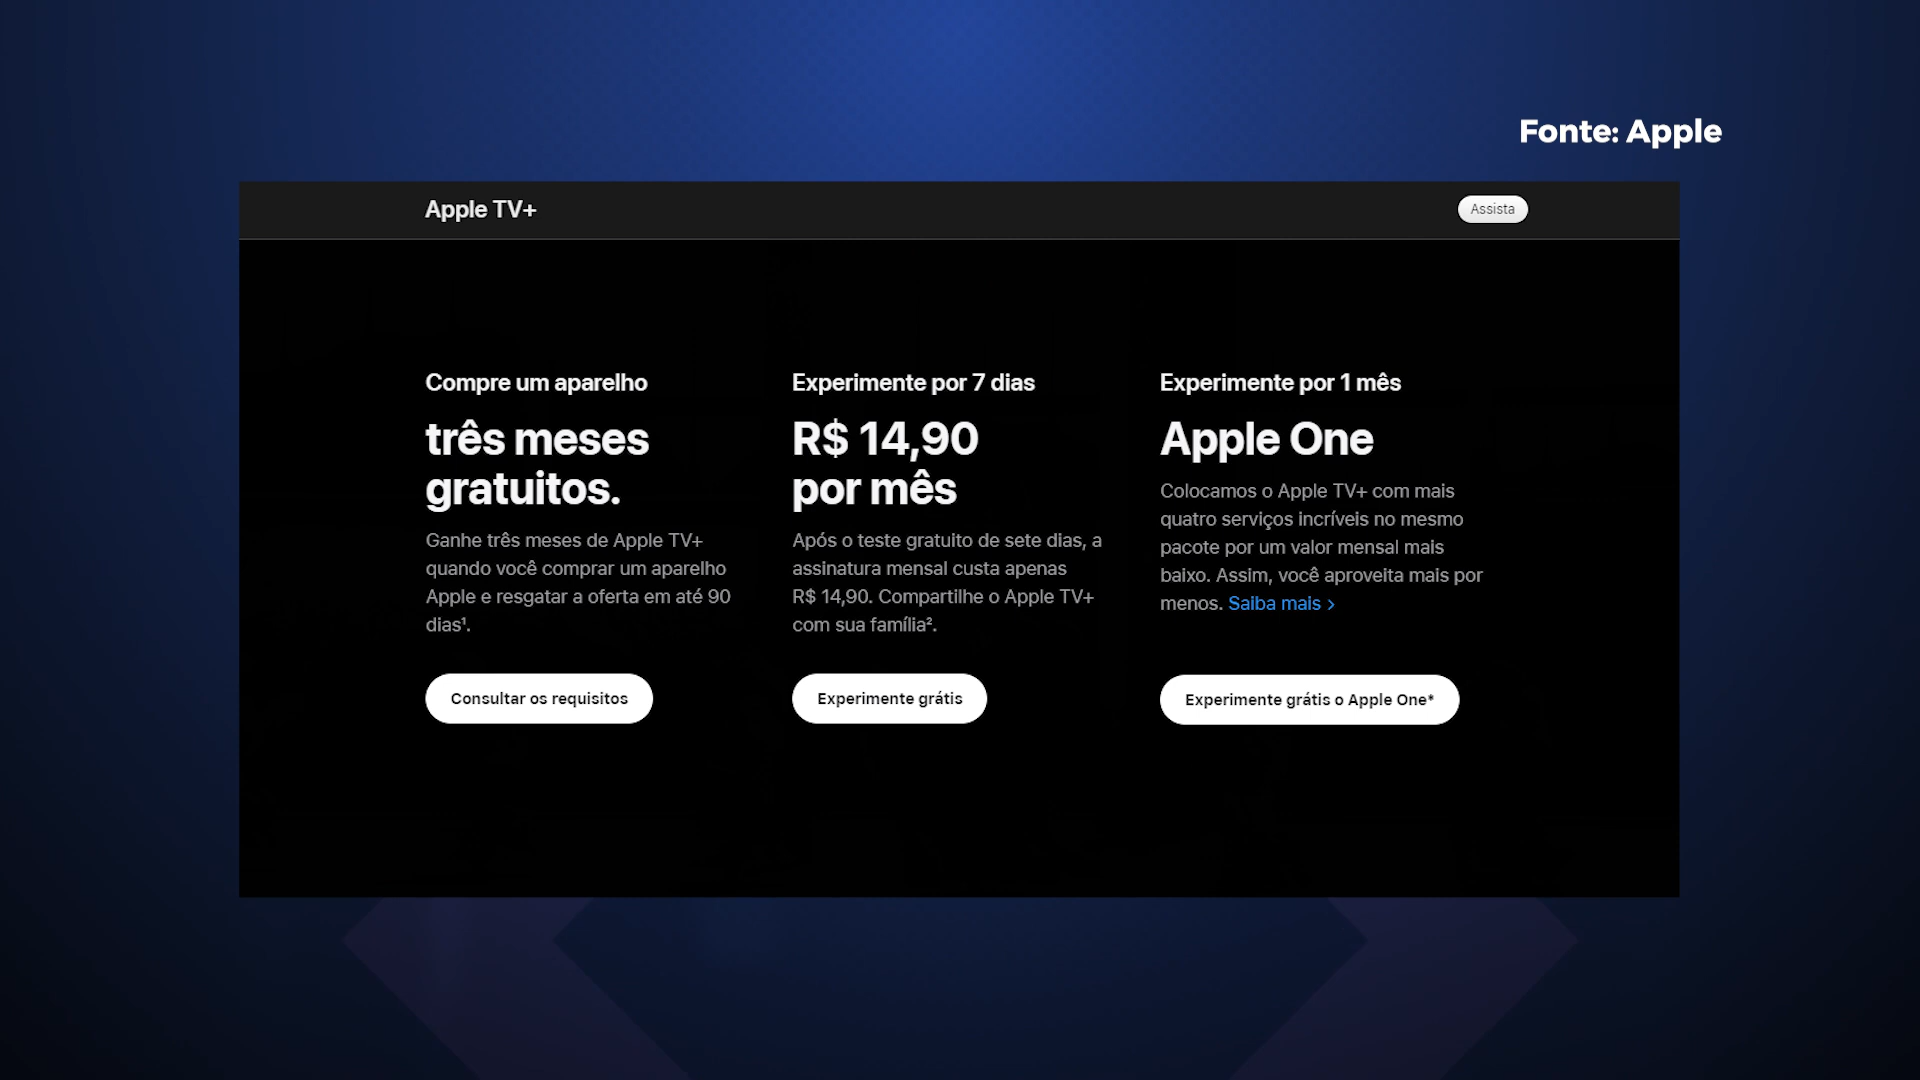 Fonte: Apple
Apple TV+
Assista
Compre um aparelho
três meses
gratuitos.
Ganhe três meses de Apple TV+
quando você comprar um aparelho
Apple e resgatar a oferta em até 90
dias¹.
Consultar os requisitos
Experimente por 7 dias
R$ 14,90
por mês
Após o teste gratuito de sete dias, a
assinatura mensal custa apenas
R$ 14,90. Compartilhe o Apple TV+
com sua família².
Experimente grátis
Experimente por 1 mês
Apple One
Colocamos o Apple TV+ com mais
quatro serviços incríveis no mesmo
pacote por um valor mensal mais
baixo. Assim, você aproveita mais por
menos. Saiba mais >
Experimente grátis o Apple One*